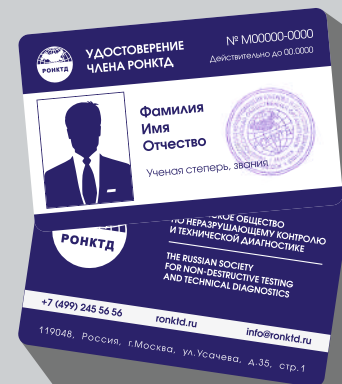 РОНКТД
УДОСТОВЕРЕНИЕ
ЧЛЕНА РОНКТД
№ М00000-0000
Действительно до 00.0000
Фамилия
Имя
Отчество
Ученая степерь, звания
РОНКТД
ОБЩЕСТВО
ПО НЕРАЗРУШАЮЩЕМУ КОНТРОЛЮ
И ТЕХНИЧЕСКОЙ ДИАГНОСТИКЕ
THE RUSSIAN SOCIETY
FOR NON-DESTRUCTIVE TESTING
AND TECHNICAL DIAGNOSTICS
+7 (499) 245 56 56
ronktd.ru
info@ronktd.ru
119048, Россия, г.Москва, ул.Усачева, д.35, стр.1